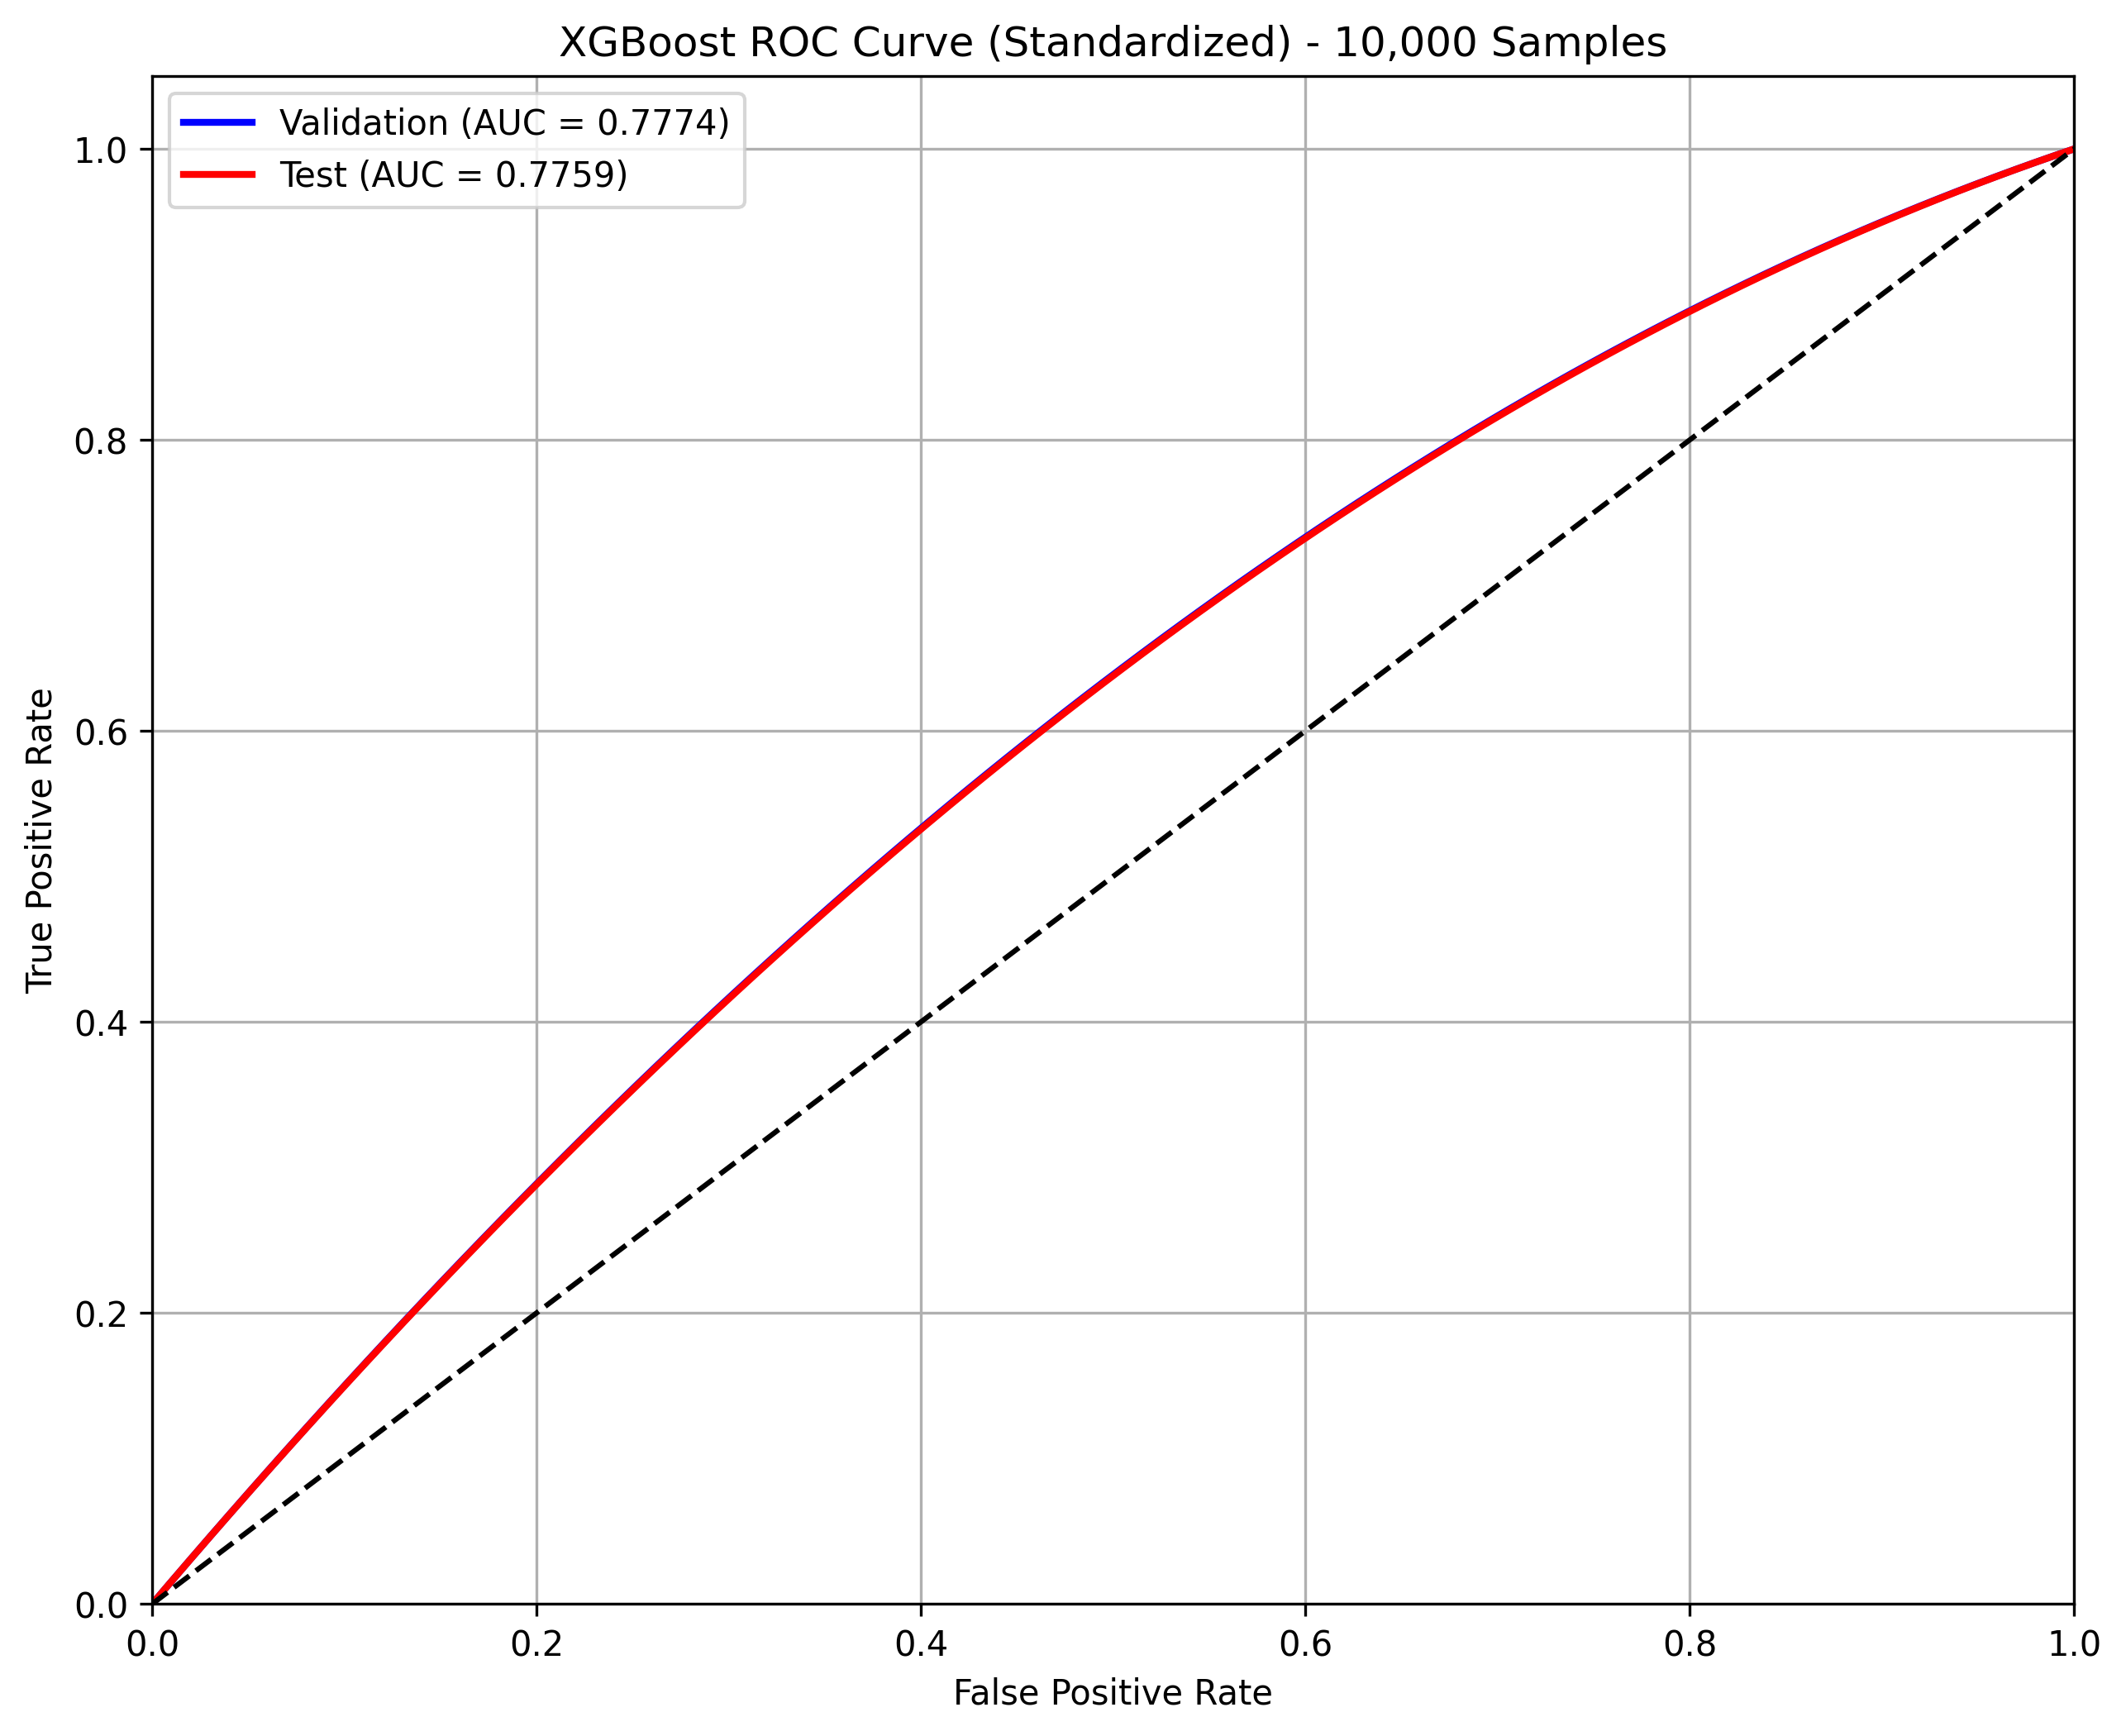 XGBoost ROC Curve (Standardized) - 10,000 Samples
Validation (AUC = 0.7774)
Test (AUC = 0.7759)
1.0
0.8
0.6
0.4
0.2
0.0
True Positive Rate
0.0 0.2 0.4 0.6 0.8 1.0
False Positive Rate